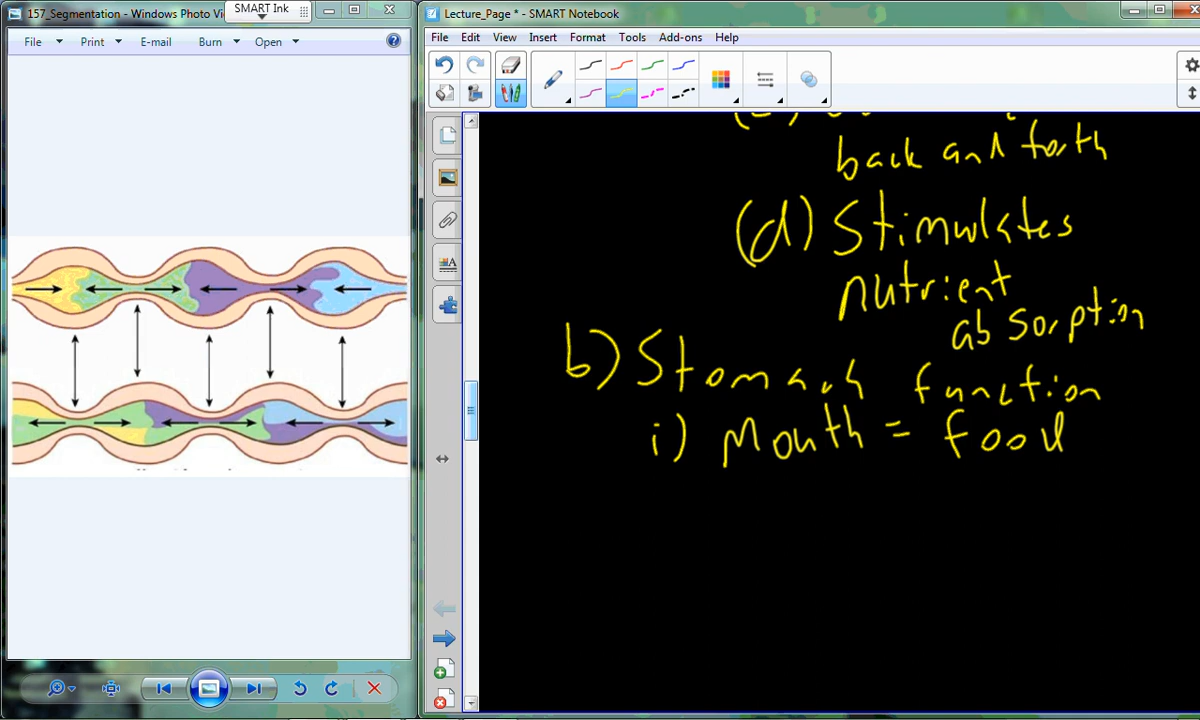 157_Segmentation - Windows Photo Vi
SMART Ink
File Print E-mail Burn Open
Lecture_Page * - SMART Notebook
File Edit View Insert Format Tools Add-ons Help
back and forth
(d) Stimulates
nutrient
absorption
b) Stomach function
i) Mouth = food